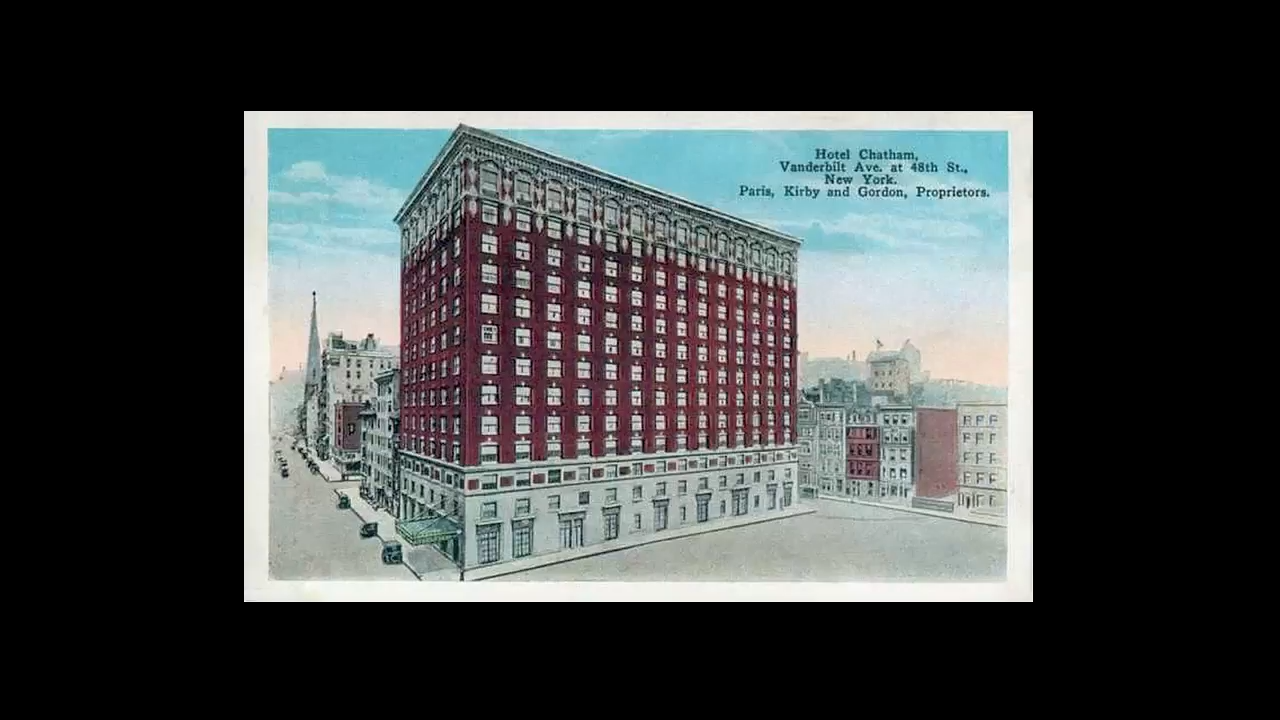 Hotel Chatham,
Vanderbilt Ave. at 48th St.,
New York.
Paris, Kirby and Gordon, Proprietors.